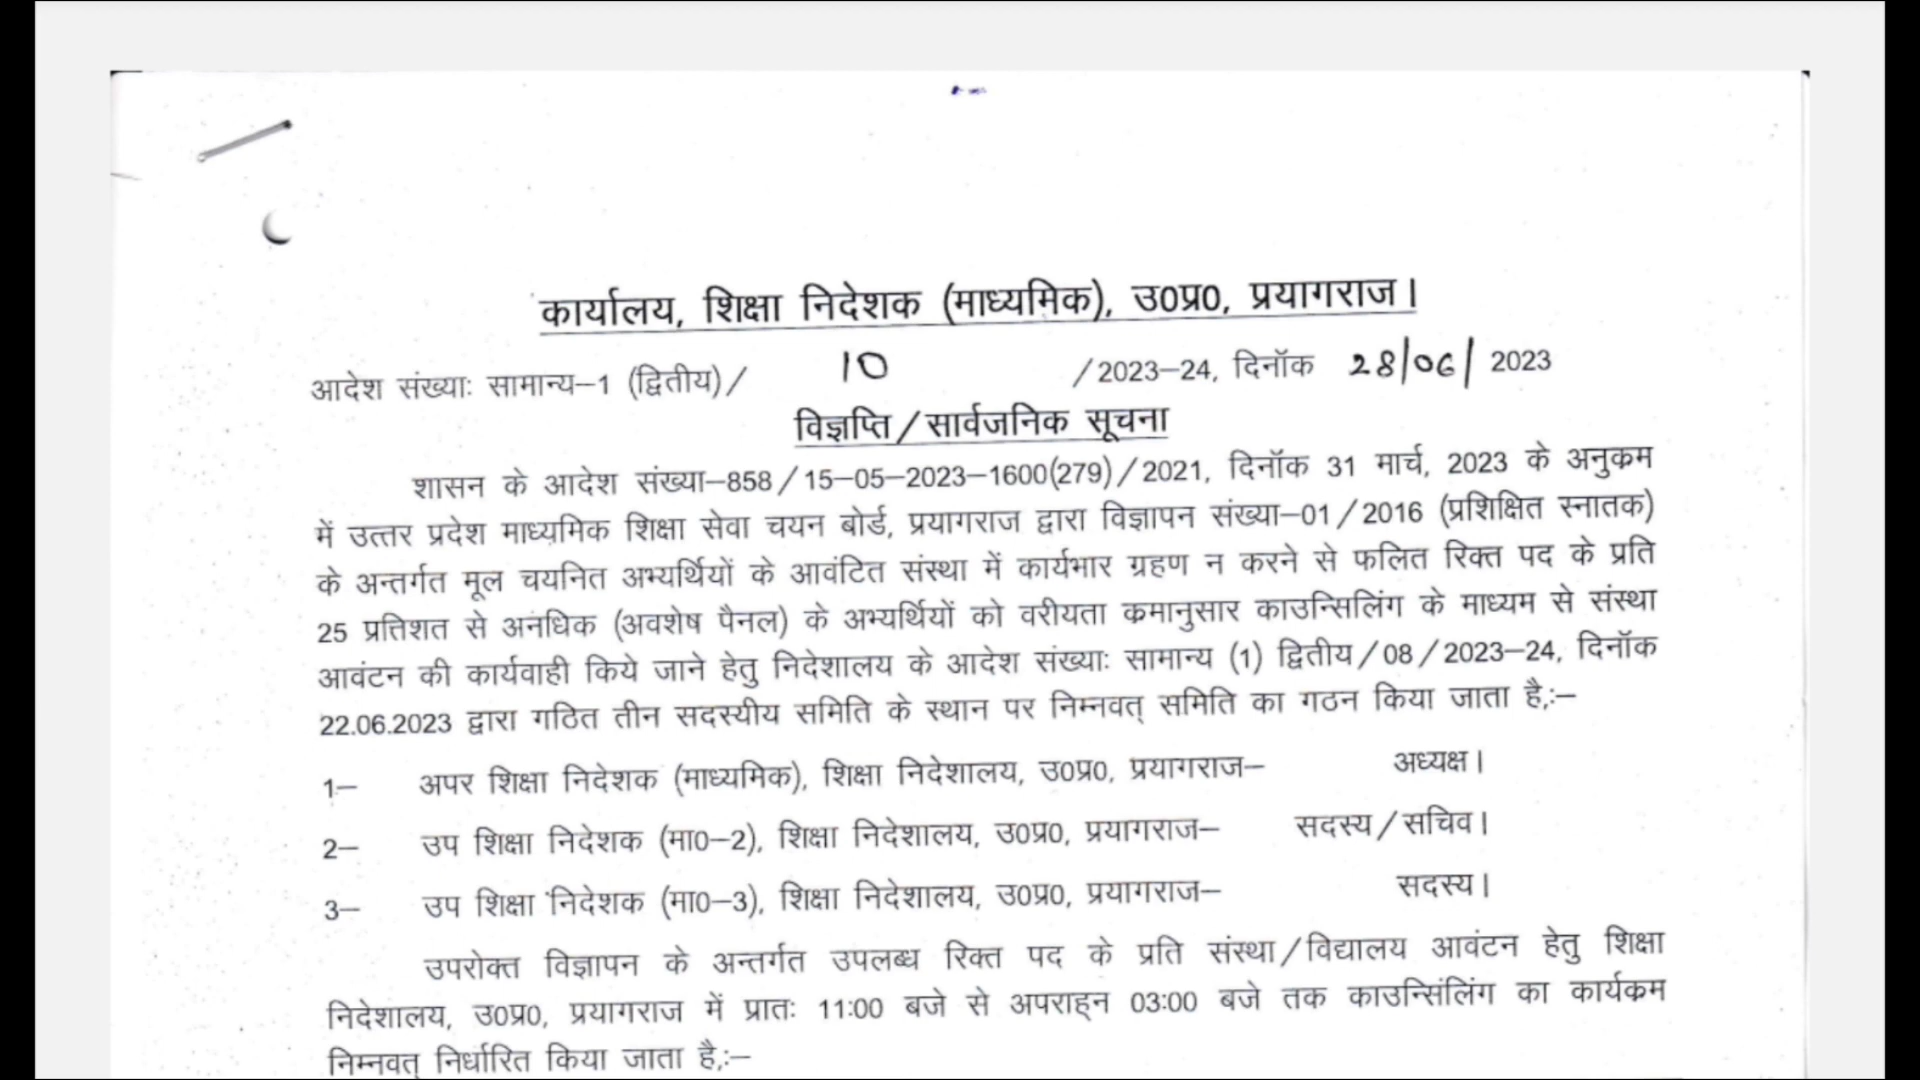 कार्यालय, शिक्षा निदेशक (माध्यमिक), उ0प्र0, प्रयागराज।
आदेश संख्याः सामान्य–1 (द्वितीय)/ 10 /2023–24, दिनॉक 28/06/ 2023
विज्ञप्ति/सार्वजनिक सूचना
शासन के आदेश संख्या–858/15–05–2023–1600(279)/2021, दिनॉक 31 मार्च, 2023 के अनुक्रम
में उत्तर प्रदेश माध्यमिक शिक्षा सेवा चयन बोर्ड, प्रयागराज द्वारा विज्ञापन संख्या–01/2016 (प्रशिक्षित स्नातक)
के अन्तर्गत मूल चयनित अभ्यर्थियों के आवंटित संस्था में कार्यभार ग्रहण न करने से फलित रिक्त पद के प्रति
25 प्रतिशत से अनधिक (अवशेष पैनल) के अभ्यर्थियों को वरीयता क्रमानुसार काउन्सिलिंग के माध्यम से संस्था
आवंटन की कार्यवाही किये जाने हेतु निदेशालय के आदेश संख्याः सामान्य (1) द्वितीय/08/2023–24, दिनॉक
22.06.2023 द्वारा गठित तीन सदस्यीय समिति के स्थान पर निम्नवत् समिति का गठन किया जाता है,:–
1– अपर शिक्षा निदेशक (माध्यमिक), शिक्षा निदेशालय, उ0प्र0, प्रयागराज– अध्यक्ष।
2– उप शिक्षा निदेशक (मा0–2), शिक्षा निदेशालय, उ0प्र0, प्रयागराज– सदस्य/सचिव।
3– उप शिक्षा निदेशक (मा0–3), शिक्षा निदेशालय, उ0प्र0, प्रयागराज– सदस्य।
उपरोक्त विज्ञापन के अन्तर्गत उपलब्ध रिक्त पद के प्रति संस्था/विद्यालय आवंटन हेतु शिक्षा
निदेशालय, उ0प्र0, प्रयागराज में प्रातः 11:00 बजे से अपराह्न 03:00 बजे तक काउन्सिंलिंग का कार्यक्रम
निम्नवत् निर्धारित किया जाता है,:–